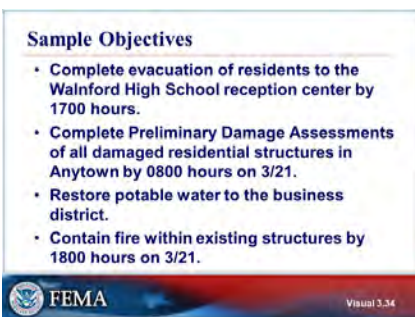 Sample Objectives
• Complete evacuation of residents to the
Walnford High School reception center by
1700 hours.
• Complete Preliminary Damage Assessments
of all damaged residential structures in
Anytown by 0800 hours on 3/21.
• Restore potable water to the business
district.
• Contain fire within existing structures by
1800 hours on 3/21.
FEMA
Visual 3.34